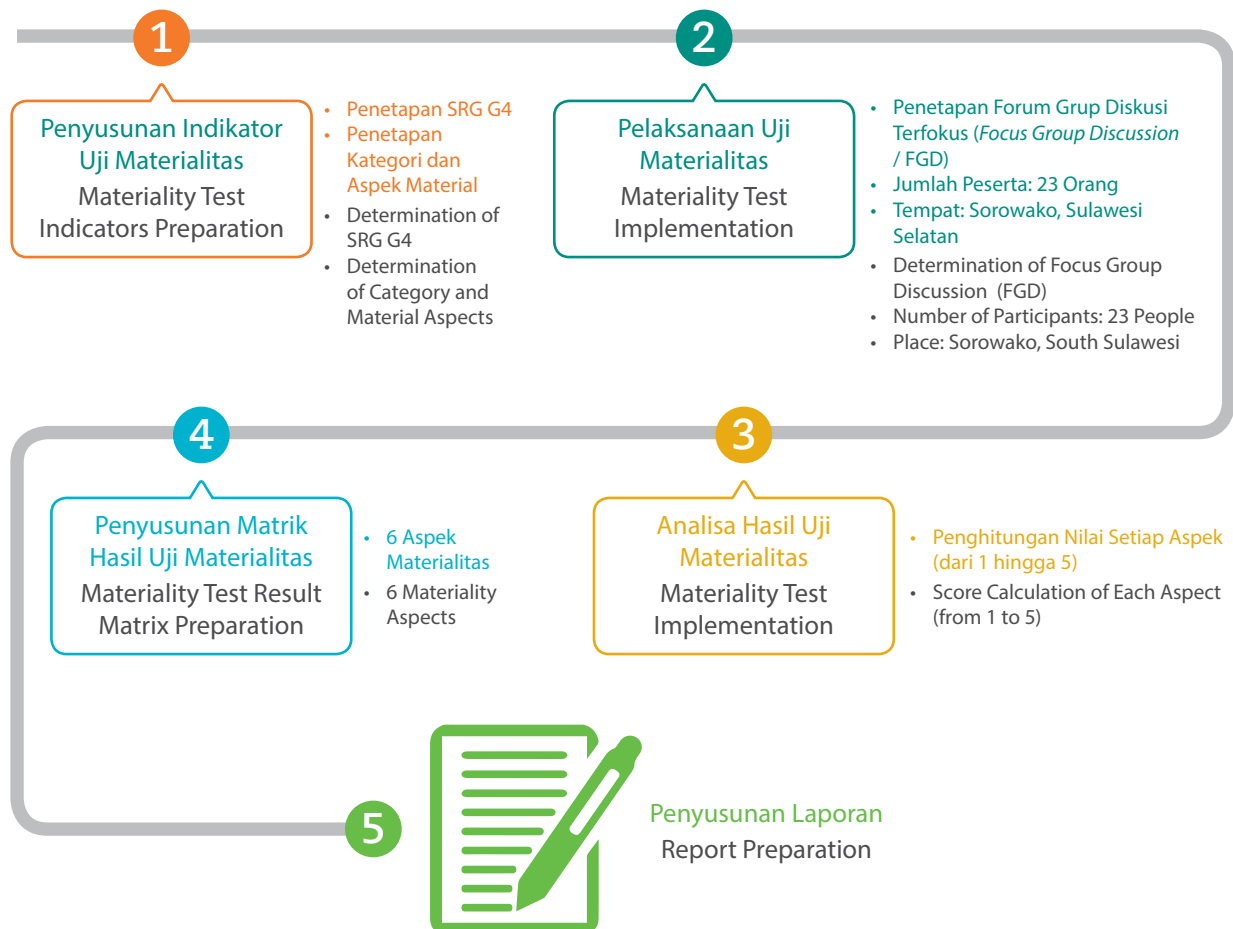 1
Penyusunan Indikator
Uji Materialitas
Materiality Test
Indicators Preparation
• Penetapan SRG G4
• Penetapan
Kategori dan
Aspek Material
• Determination of
SRG G4
• Determination
of Category and
Material Aspects
2
Pelaksanaan Uji
Materialitas
Materiality Test
Implementation
• Penetapan Forum Grup Diskusi
Terfokus (Focus Group Discussion
/ FGD)
• Jumlah Peserta: 23 Orang
• Tempat: Sorowako, Sulawesi
Selatan
• Determination of Focus Group
Discussion (FGD)
• Number of Participants: 23 People
• Place: Sorowako, South Sulawesi
3
Analisa Hasil Uji
Materialitas
Materiality Test
Implementation
• Penghitungan Nilai Setiap Aspek
(dari 1 hingga 5)
• Score Calculation of Each Aspect
(from 1 to 5)
4
Penyusunan Matrik
Hasil Uji Materialitas
Materiality Test Result
Matrix Preparation
• 6 Aspek
Materialitas
• 6 Materiality
Aspects
5
Penyusunan Laporan
Report Preparation